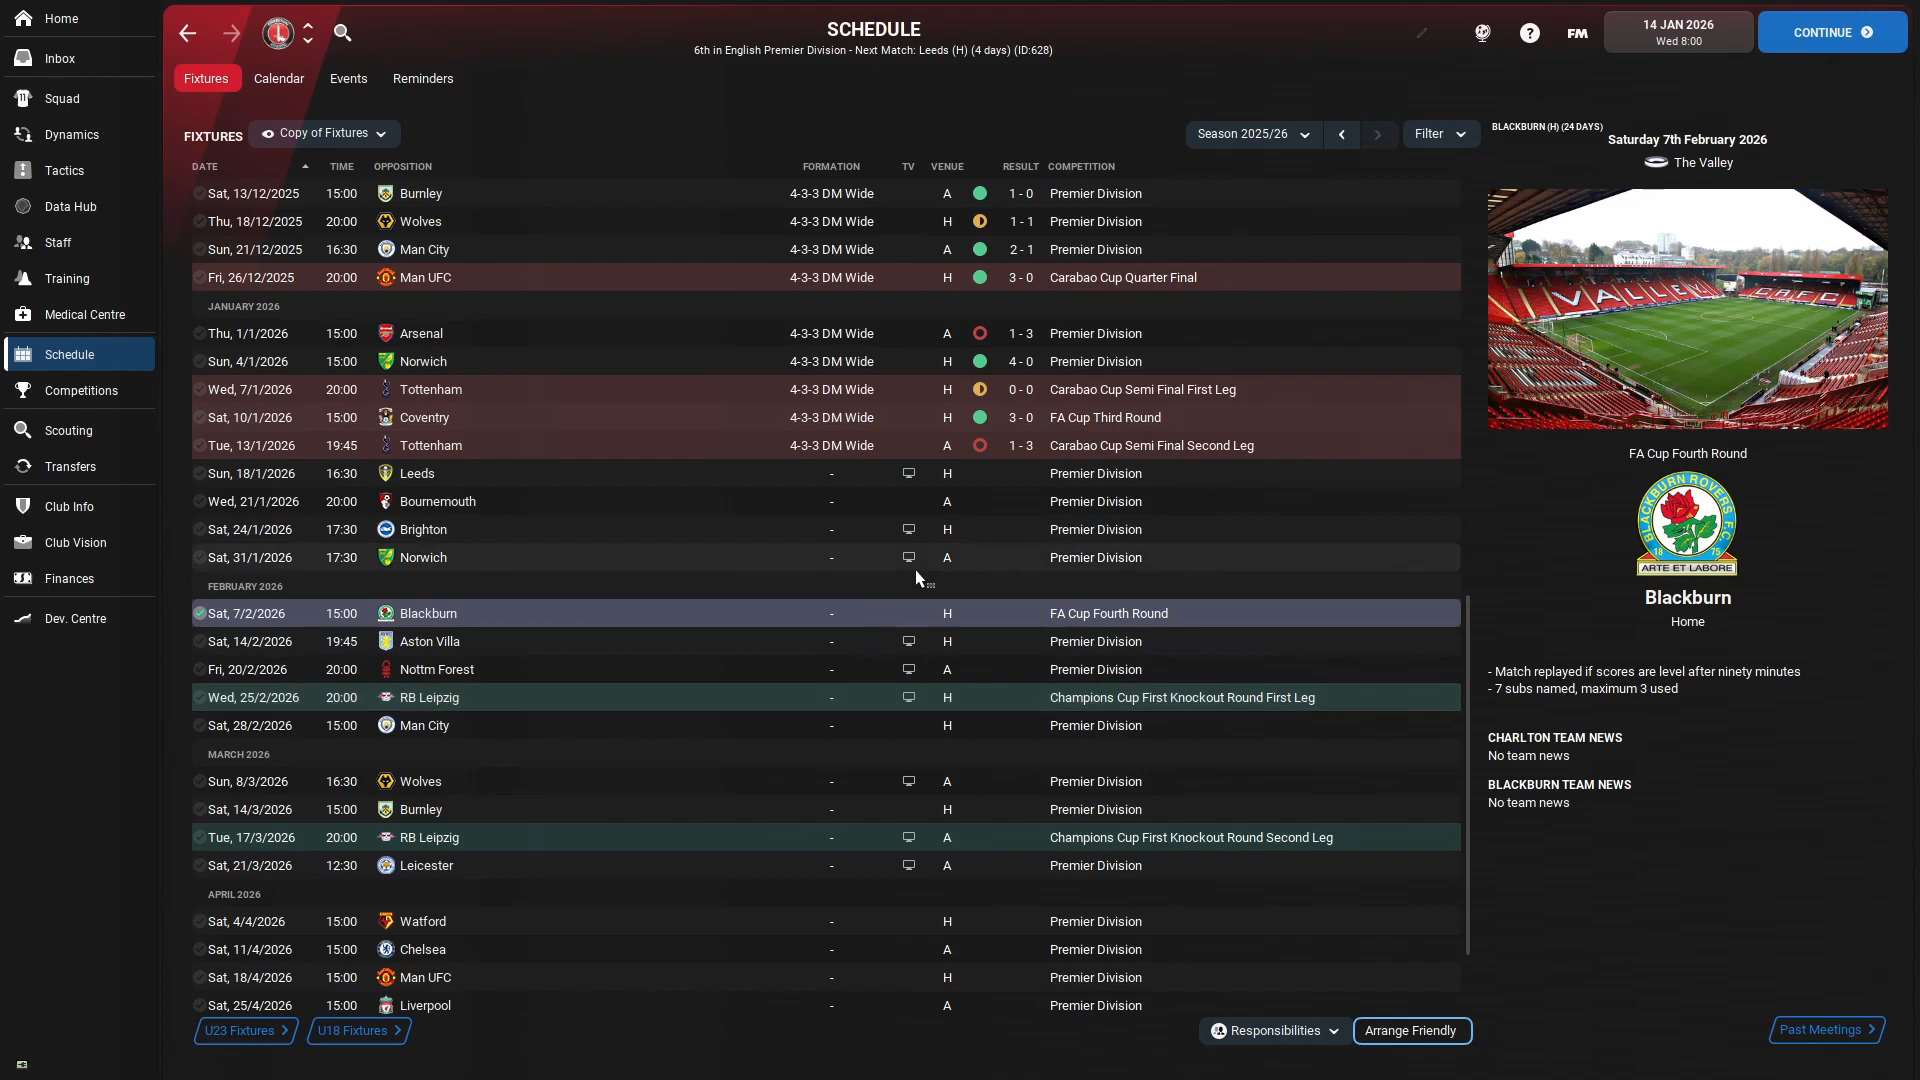 Home
Inbox
Squad
Dynamics
Tactics
Data Hub
Staff
Training
Medical Centre
Schedule
Competitions
Scouting
Transfers
Club Info
Club Vision
Finances
Dev. Centre
SCHEDULE
6th in English Premier Division - Next Match: Leeds (H) (4 days) (ID:628)
FM
14 JAN 2026
Wed 8:00
CONTINUE
Fixtures Calendar Events Reminders
FIXTURES Copy of Fixtures Season 2025/26 Filter
DATE TIME OPPOSITION FORMATION TV VENUE RESULT COMPETITION
Sat, 13/12/2025 15:00 Burnley 4-3-3 DM Wide A 1 - 0 Premier Division
Thu, 18/12/2025 20:00 Wolves 4-3-3 DM Wide H 1 - 1 Premier Division
Sun, 21/12/2025 16:30 Man City 4-3-3 DM Wide A 2 - 1 Premier Division
Fri, 26/12/2025 20:00 Man UFC 4-3-3 DM Wide H 3 - 0 Carabao Cup Quarter Final
JANUARY 2026
Thu, 1/1/2026 15:00 Arsenal 4-3-3 DM Wide A 1 - 3 Premier Division
Sun, 4/1/2026 15:00 Norwich 4-3-3 DM Wide H 4 - 0 Premier Division
Wed, 7/1/2026 20:00 Tottenham 4-3-3 DM Wide H 0 - 0 Carabao Cup Semi Final First Leg
Sat, 10/1/2026 15:00 Coventry 4-3-3 DM Wide H 3 - 0 FA Cup Third Round
Tue, 13/1/2026 19:45 Tottenham 4-3-3 DM Wide A 1 - 3 Carabao Cup Semi Final Second Leg
Sun, 18/1/2026 16:30 Leeds - H Premier Division
Wed, 21/1/2026 20:00 Bournemouth - A Premier Division
Sat, 24/1/2026 17:30 Brighton - H Premier Division
Sat, 31/1/2026 17:30 Norwich - A Premier Division
FEBRUARY 2026
Sat, 7/2/2026 15:00 Blackburn - H FA Cup Fourth Round
Sat, 14/2/2026 19:45 Aston Villa - H Premier Division
Fri, 20/2/2026 20:00 Nottm Forest - A Premier Division
Wed, 25/2/2026 20:00 RB Leipzig - H Champions Cup First Knockout Round First Leg
Sat, 28/2/2026 15:00 Man City - H Premier Division
MARCH 2026
Sun, 8/3/2026 16:30 Wolves - A Premier Division
Sat, 14/3/2026 15:00 Burnley - H Premier Division
Tue, 17/3/2026 20:00 RB Leipzig - A Champions Cup First Knockout Round Second Leg
Sat, 21/3/2026 12:30 Leicester - A Premier Division
APRIL 2026
Sat, 4/4/2026 15:00 Watford - H Premier Division
Sat, 11/4/2026 15:00 Chelsea - A Premier Division
Sat, 18/4/2026 15:00 Man UFC - H Premier Division
Sat, 25/4/2026 15:00 Liverpool - A Premier Division
U23 Fixtures U18 Fixtures Responsibilities Arrange Friendly
BLACKBURN (H) (24 DAYS)
Saturday 7th February 2026
The Valley
VALLEY CAFC
FA Cup Fourth Round
BLACKBURN ROVERS F.C.
18 75
ARTE ET LABORE
Blackburn
Home
- Match replayed if scores are level after ninety minutes
- 7 subs named, maximum 3 used
CHARLTON TEAM NEWS
No team news
BLACKBURN TEAM NEWS
No team news
Past Meetings